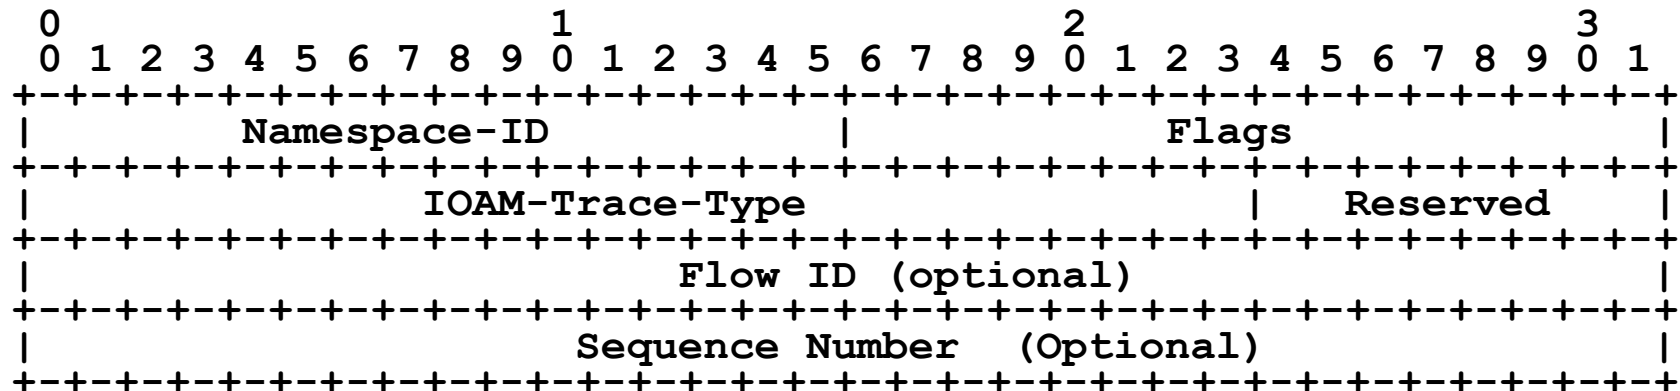 0                   1                   2                   3
 0 1 2 3 4 5 6 7 8 9 0 1 2 3 4 5 6 7 8 9 0 1 2 3 4 5 6 7 8 9 0 1
+-+-+-+-+-+-+-+-+-+-+-+-+-+-+-+-+-+-+-+-+-+-+-+-+-+-+-+-+-+-+-+-+
|        Namespace-ID           |            Flags              |
+-+-+-+-+-+-+-+-+-+-+-+-+-+-+-+-+-+-+-+-+-+-+-+-+-+-+-+-+-+-+-+-+
|               IOAM-Trace-Type                 |   Reserved    |
+-+-+-+-+-+-+-+-+-+-+-+-+-+-+-+-+-+-+-+-+-+-+-+-+-+-+-+-+-+-+-+-+
|                         Flow ID (optional)                    |
+-+-+-+-+-+-+-+-+-+-+-+-+-+-+-+-+-+-+-+-+-+-+-+-+-+-+-+-+-+-+-+-+
|                     Sequence Number  (Optional)               |
+-+-+-+-+-+-+-+-+-+-+-+-+-+-+-+-+-+-+-+-+-+-+-+-+-+-+-+-+-+-+-+-+